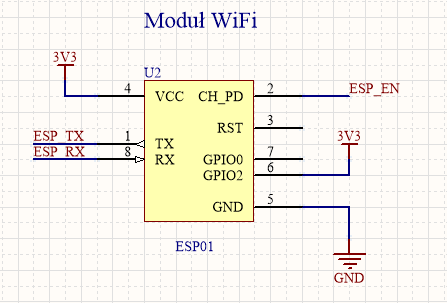 Moduł WiFi
3V3
U2
4 VCC CH_PD 2 ESP_EN
RST 3
3V3
ESP_TX 1 TX
ESP_RX 8 RX GPIO0 7
GPIO2 6
GND 5
ESP01
GND